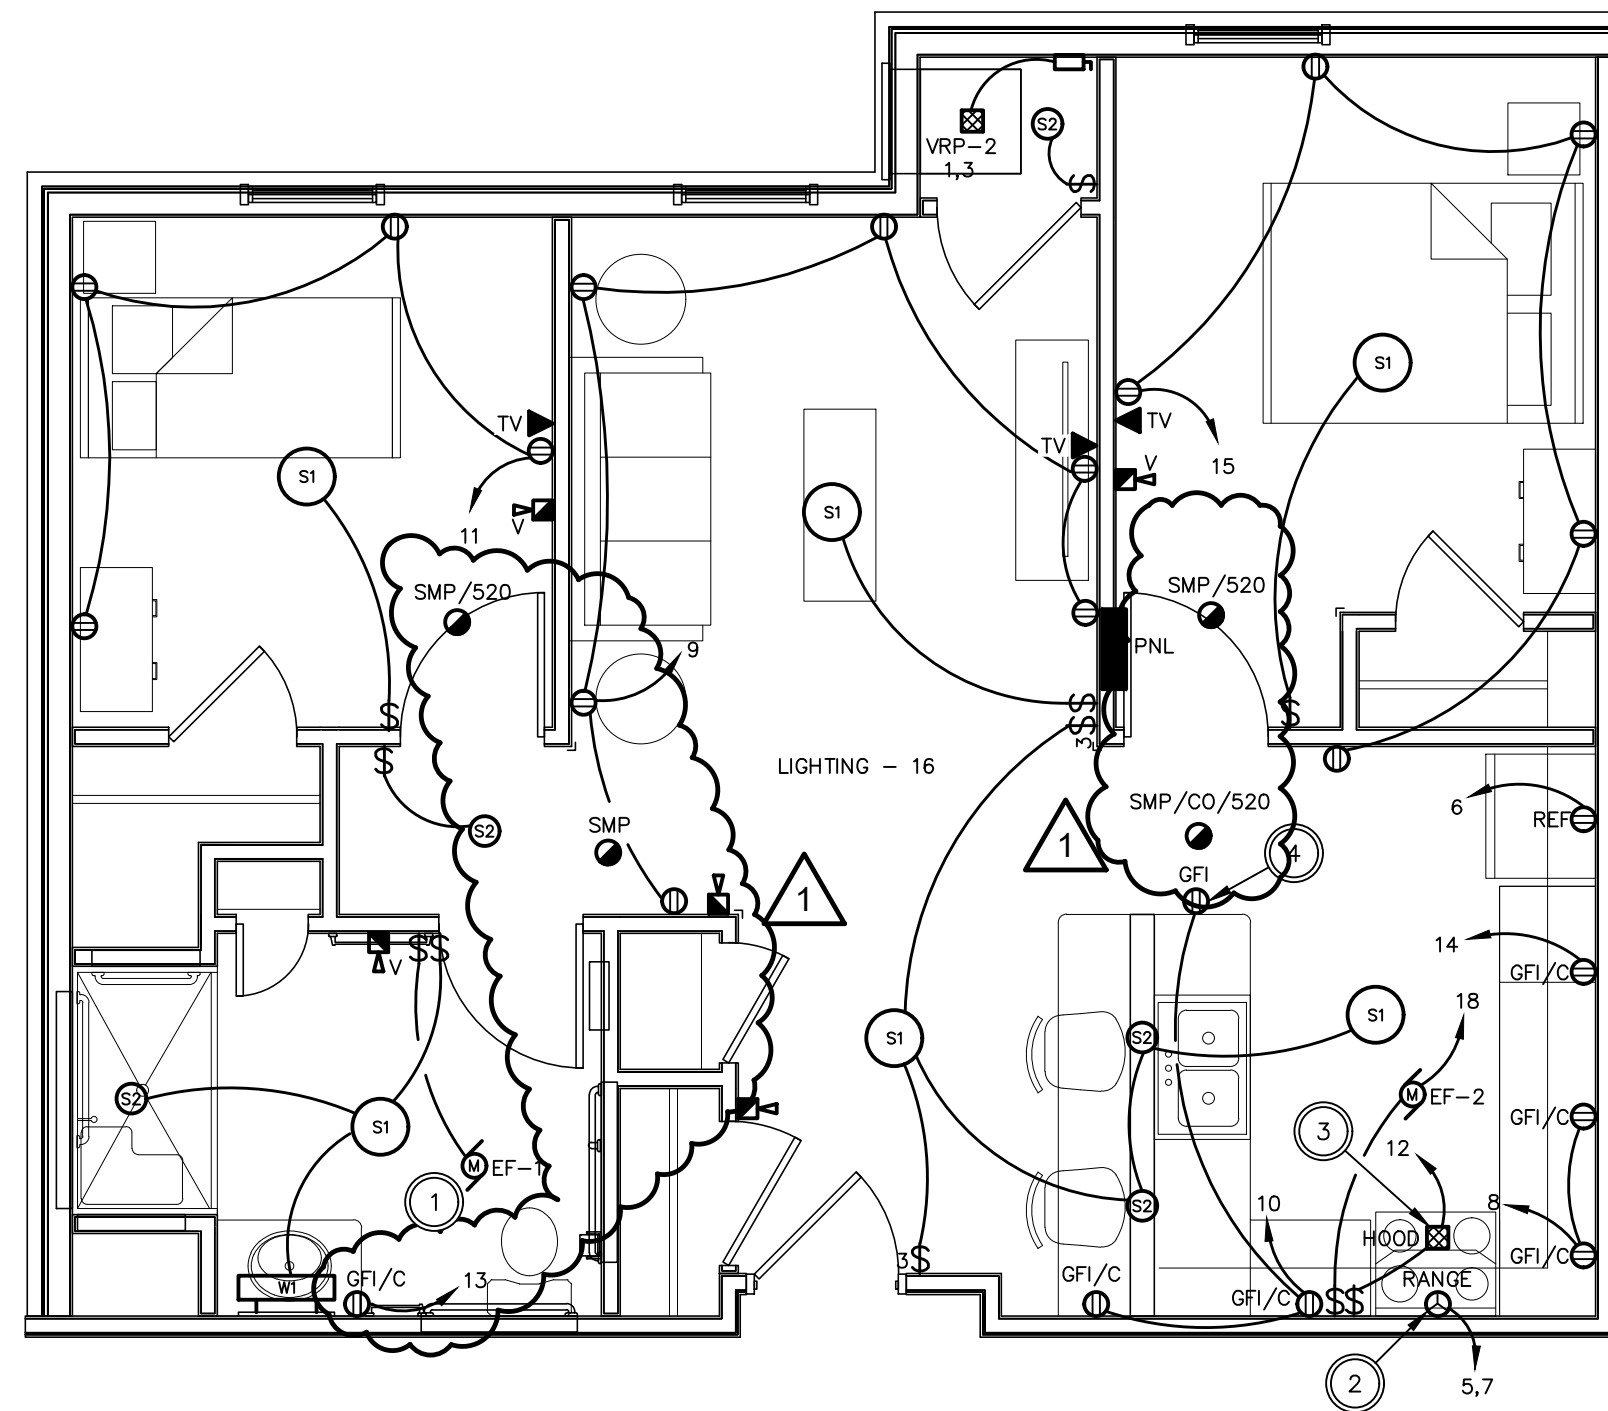 S2
VRP-2
1,3
$
S1
TV
TV
TV
V
15
S1
S1
11
V
SMP/520
SMP/520
9
PNL
$
$
$
$
$
3
LIGHTING - 16
SMP/CO/520
6
REF
S2
SMP
1
4
GFI
1
$$
V
14
GFI/C
18
S1
S1
S2
S2
M
EF-2
GFI/C
S1
3
12
M
EF-1
1
S2
10
8
HOOD
GFI/C
3$
W1
GFI/C
13
GFI/C
RANGE
GFI/C
$$
2
5,7